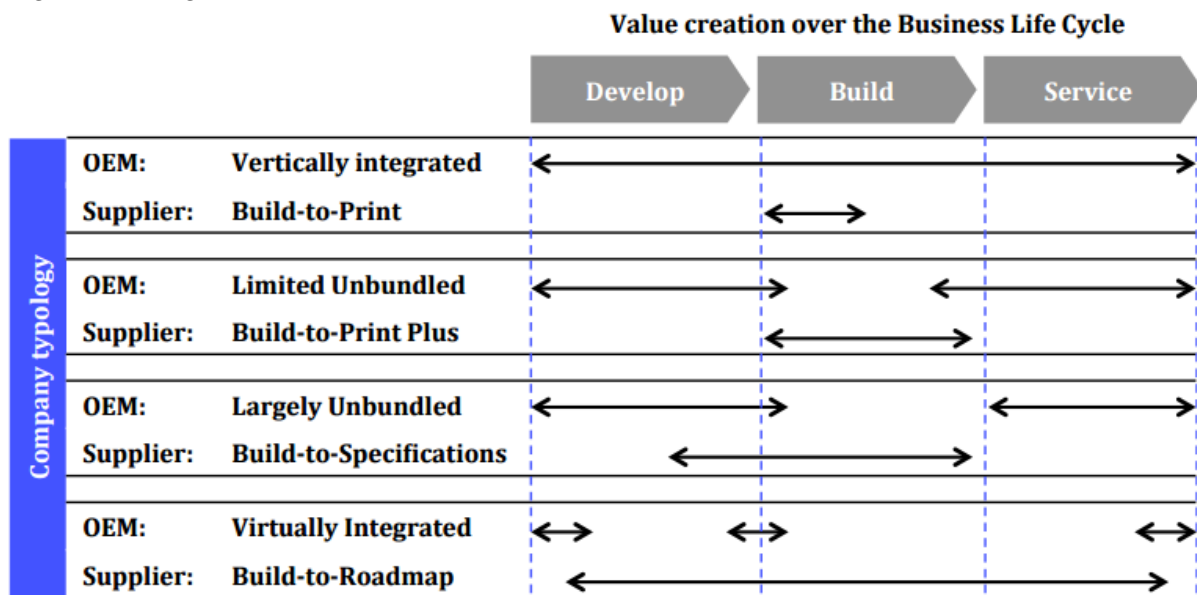 Value creation over the Business Life Cycle
Develop Build Service
Company typology
OEM: Vertically integrated
Supplier: Build-to-Print
OEM: Limited Unbundled
Supplier: Build-to-Print Plus
OEM: Largely Unbundled
Supplier: Build-to-Specifications
OEM: Virtually Integrated
Supplier: Build-to-Roadmap